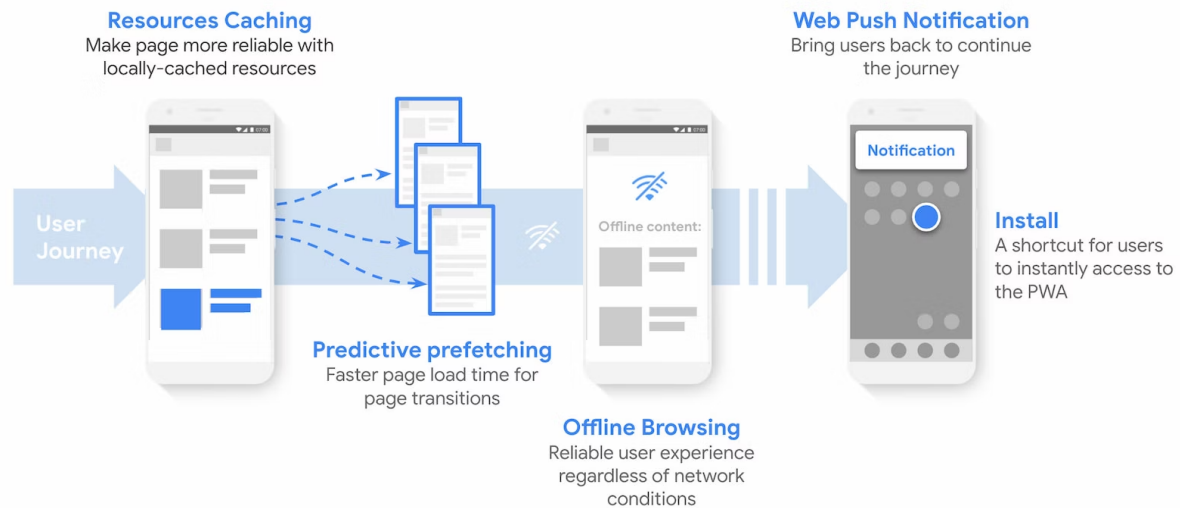 Resources Caching
Make page more reliable with
locally-cached resources
Web Push Notification
Bring users back to continue
the journey
User
Journey
Offline content:
Notification
Install
A shortcut for users
to instantly access to
the PWA
Predictive prefetching
Faster page load time for
page transitions
Offline Browsing
Reliable user experience
regardless of network
conditions